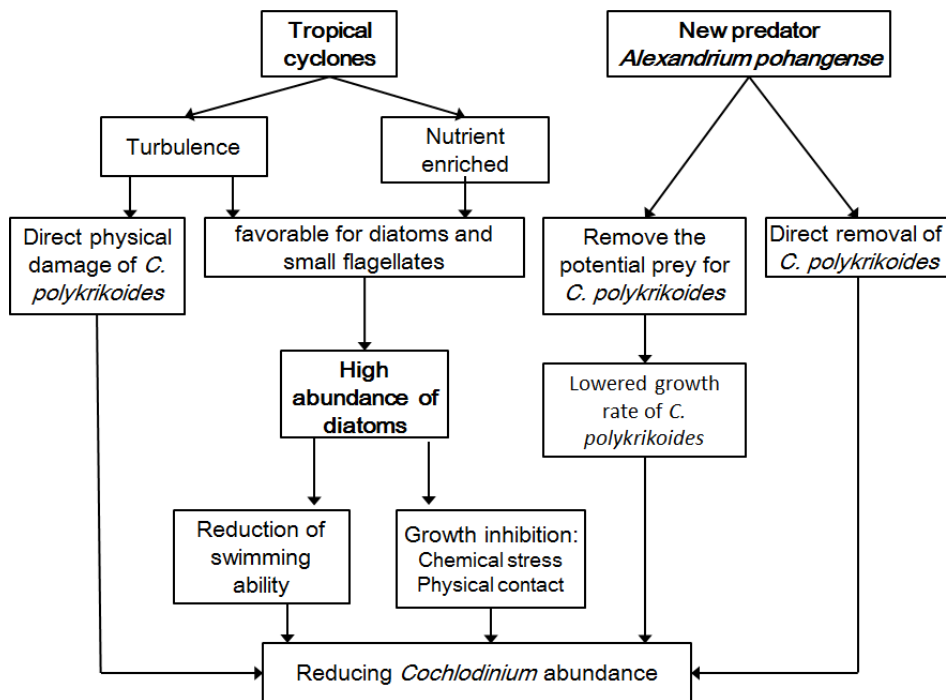 Tropical
cyclones
New predator
Alexandrium pohangense
Turbulence
Nutrient
enriched
Direct physical
damage of C.
polykrikoides
favorable for diatoms and
small flagellates
Remove the
potential prey for
C. polykrikoides
Direct removal of
C. polykrikoides
High
abundance of
diatoms
Lowered growth
rate of C.
polykrikoides
Reduction of
swimming
ability
Growth inhibition:
Chemical stress
Physical contact
Reducing Cochlodinium abundance